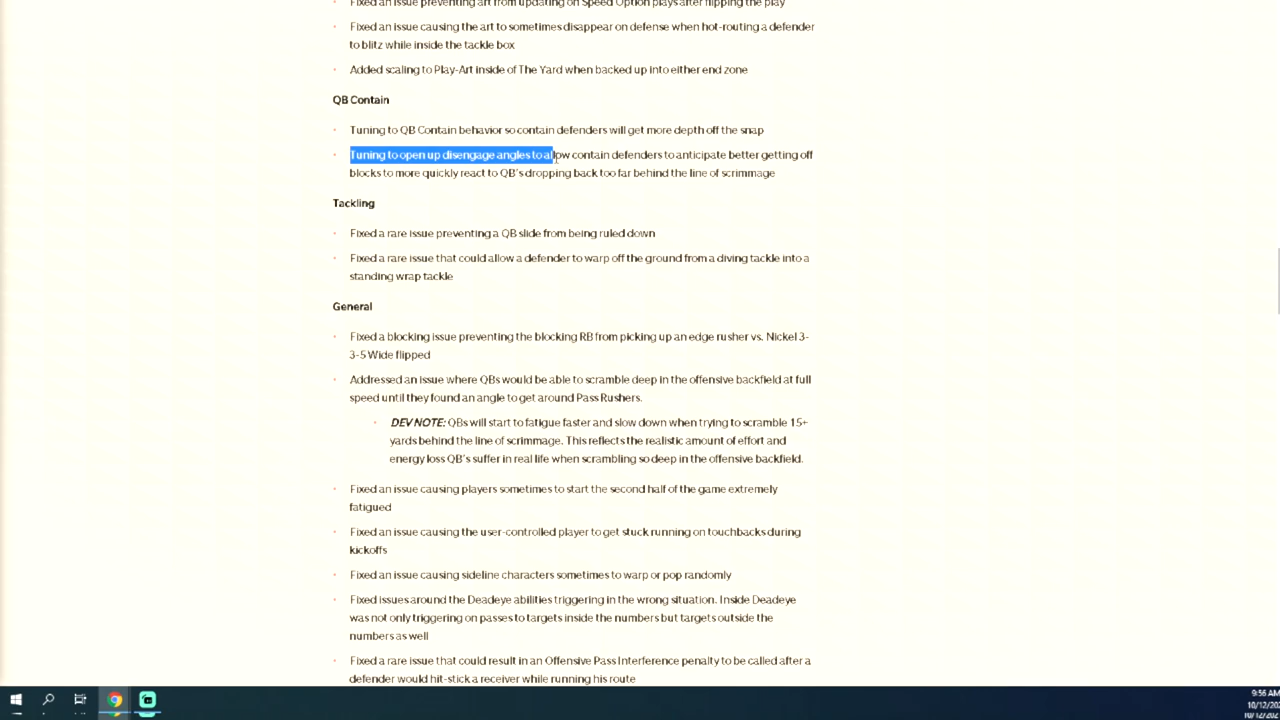 Fixed an issue preventing art from updating on Speed Option plays after flipping the play
Fixed an issue causing the art to sometimes disappear on defense when hot-routing a defender
to blitz while inside the tackle box
Added scaling to Play-Art inside of The Yard when backed up into either end zone
QB Contain
Tuning to QB Contain behavior so contain defenders will get more depth off the snap
Tuning to open up disengage angles to allow contain defenders to anticipate better getting off
blocks to more quickly react to QB's dropping back too far behind the line of scrimmage
Tackling
Fixed a rare issue preventing a QB slide from being ruled down
Fixed a rare issue that could allow a defender to warp off the ground from a diving tackle into a
standing wrap tackle
General
Fixed a blocking issue preventing the blocking RB from picking up an edge rusher vs. Nickel 3-
3-5 Wide flipped
Addressed an issue where QBs would be able to scramble deep in the offensive backfield at full
speed until they found an angle to get around Pass Rushers.
DEV NOTE: QBs will start to fatigue faster and slow down when trying to scramble 15+
yards behind the line of scrimmage. This reflects the realistic amount of effort and
energy loss QB's suffer in real life when scrambling so deep in the offensive backfield.
Fixed an issue causing players sometimes to start the second half of the game extremely
fatigued
Fixed an issue causing the user-controlled player to get stuck running on touchbacks during
kickoffs
Fixed an issue causing sideline characters sometimes to warp or pop randomly
Fixed issues around the Deadeye abilities triggering in the wrong situation. Inside Deadeye
was not only triggering on passes to targets inside the numbers but targets outside the
numbers as well
Fixed a rare issue that could result in an Offensive Pass Interference penalty to be called after a
defender would hit-stick a receiver while running his route
9:56 AM
10/12/202